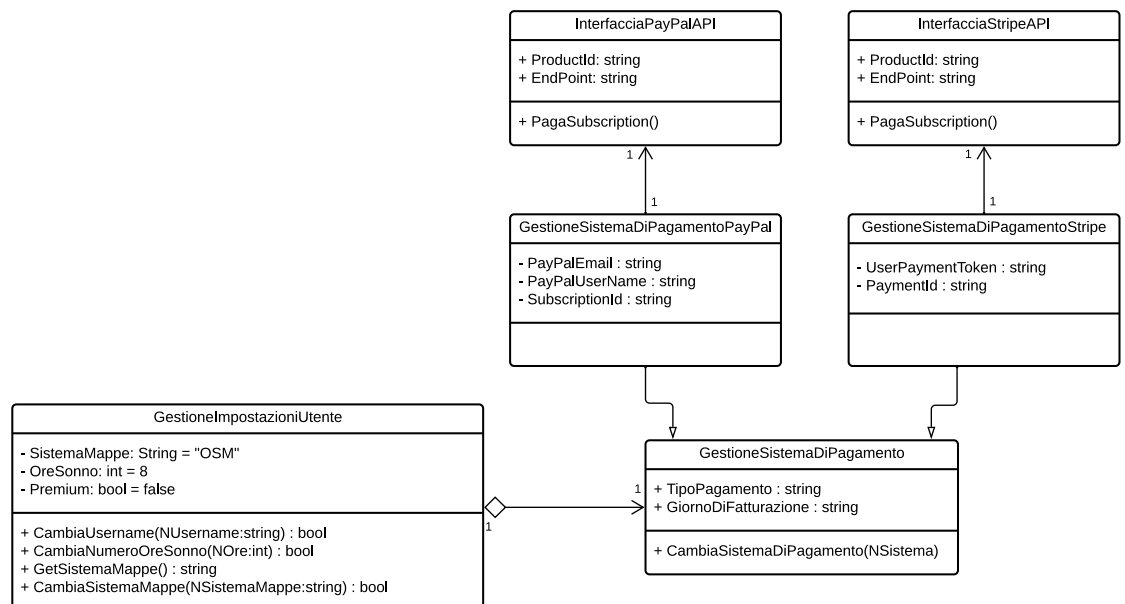 InterfacciaPayPalAPI
+ ProductId: string
+ EndPoint: string
+ PagaSubscription()
InterfacciaStripeAPI
+ ProductId: string
+ EndPoint: string
+ PagaSubscription()
1
1
1
1
GestioneSistemaDiPagamentoPayPal
- PayPalEmail : string
- PayPalUserName : string
- SubscriptionId : string
GestioneSistemaDiPagamentoStripe
- UserPaymentToken : string
- PaymentId : string
GestioneImpostazioniUtente
- SistemaMappe: String = "OSM"
- OreSonno: int = 8
- Premium: bool = false
+ CambiaUsername(NUsername:string) : bool
+ CambiaNumeroOreSonno(NOre:int) : bool
+ GetSistemaMappe() : string
+ CambiaSistemaMappe(NSistemaMappe:string) : bool
1
1
GestioneSistemaDiPagamento
+ TipoPagamento : string
+ GiornoDiFatturazione : string
+ CambiaSistemaDiPagamento(NSistema)